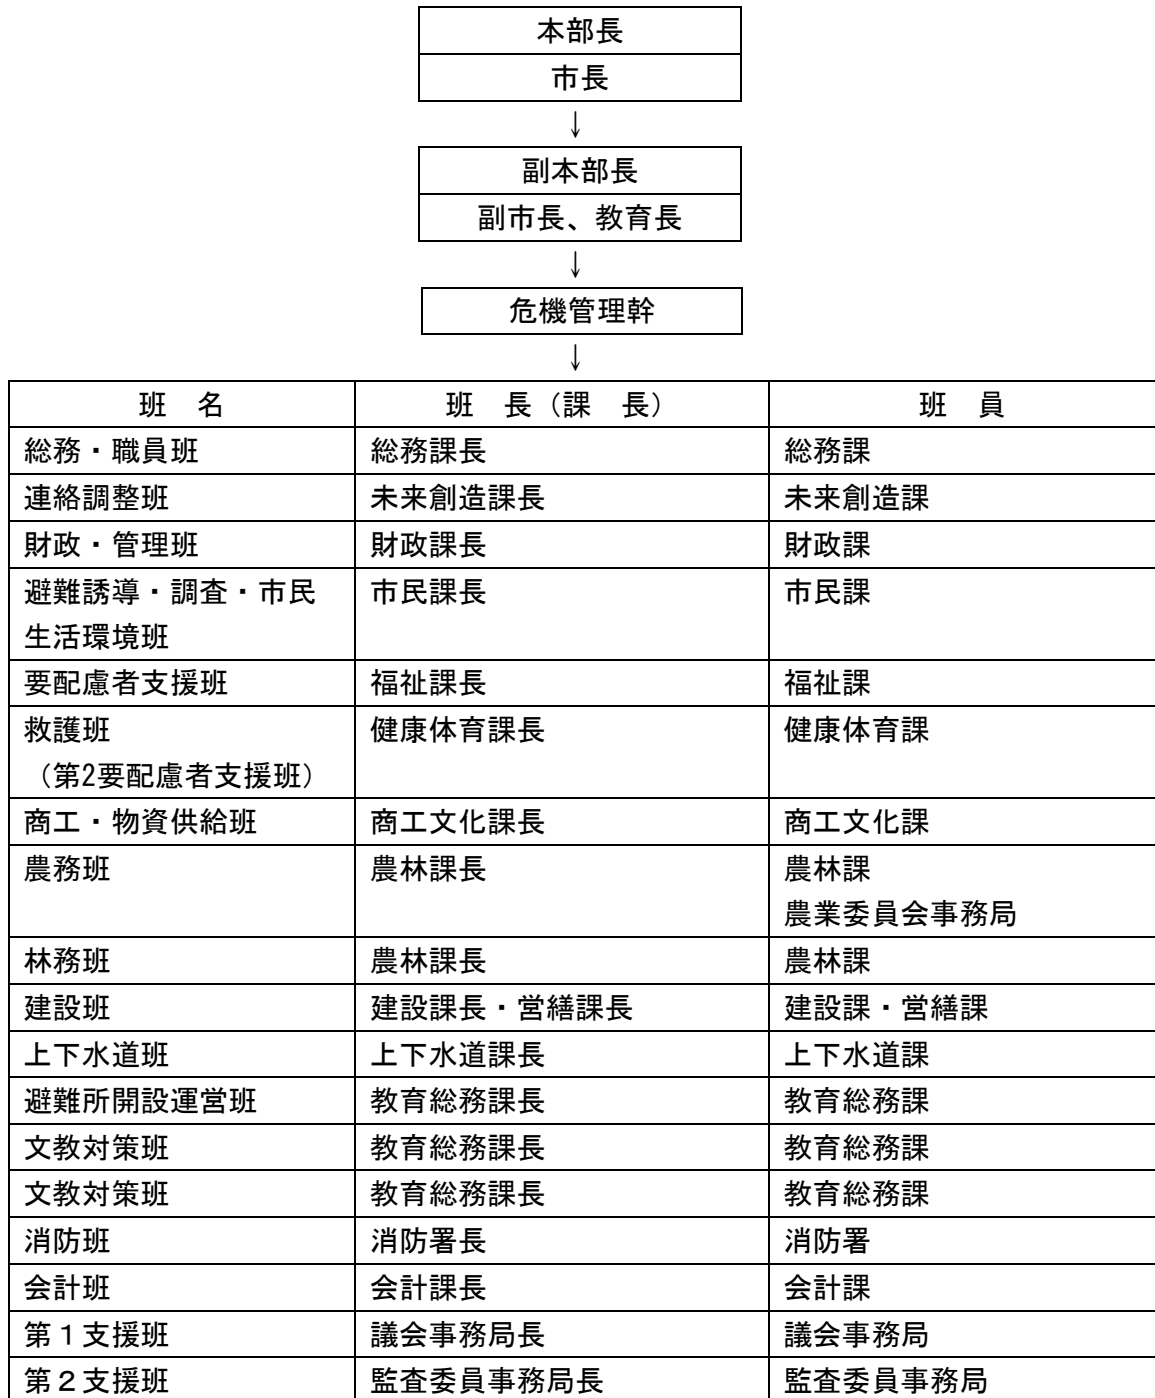 本部長
市長
↓
副本部長
副市長、教育長
↓
危機管理幹
↓
班　名　班　長（課　長）　班　員
総務・職員班　総務課長　総務課
連絡調整班　未来創造課長　未来創造課
財政・管理班　財政課長　財政課
避難誘導・調査・市民　市民課長　市民課
生活環境班
要配慮者支援班　福祉課長　福祉課
救護班　健康体育課長　健康体育課
（第2要配慮者支援班）
商工・物資供給班　商工文化課長　商工文化課
農務班　農林課長　農林課
農業委員会事務局
林務班　農林課長　農林課
建設班　建設課長・営繕課長　建設課・営繕課
上下水道班　上下水道課長　上下水道課
避難所開設運営班　教育総務課長　教育総務課
文教対策班　教育総務課長　教育総務課
文教対策班　教育総務課長　教育総務課
消防班　消防署長　消防署
会計班　会計課長　会計課
第１支援班　議会事務局長　議会事務局
第２支援班　監査委員事務局長　監査委員事務局